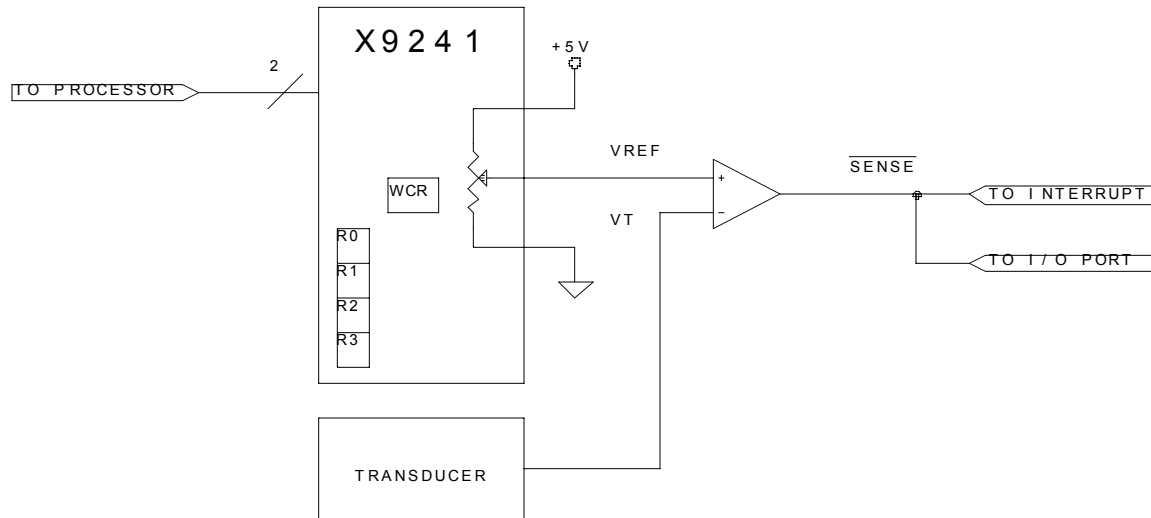 X9241
+5V
2
TO PROCESSOR
VREF
SENSE
WCR
TO INTERRUPT
VT
R0
TO I/O PORT
R1
R2
R3
TRANSDUCER
+
−